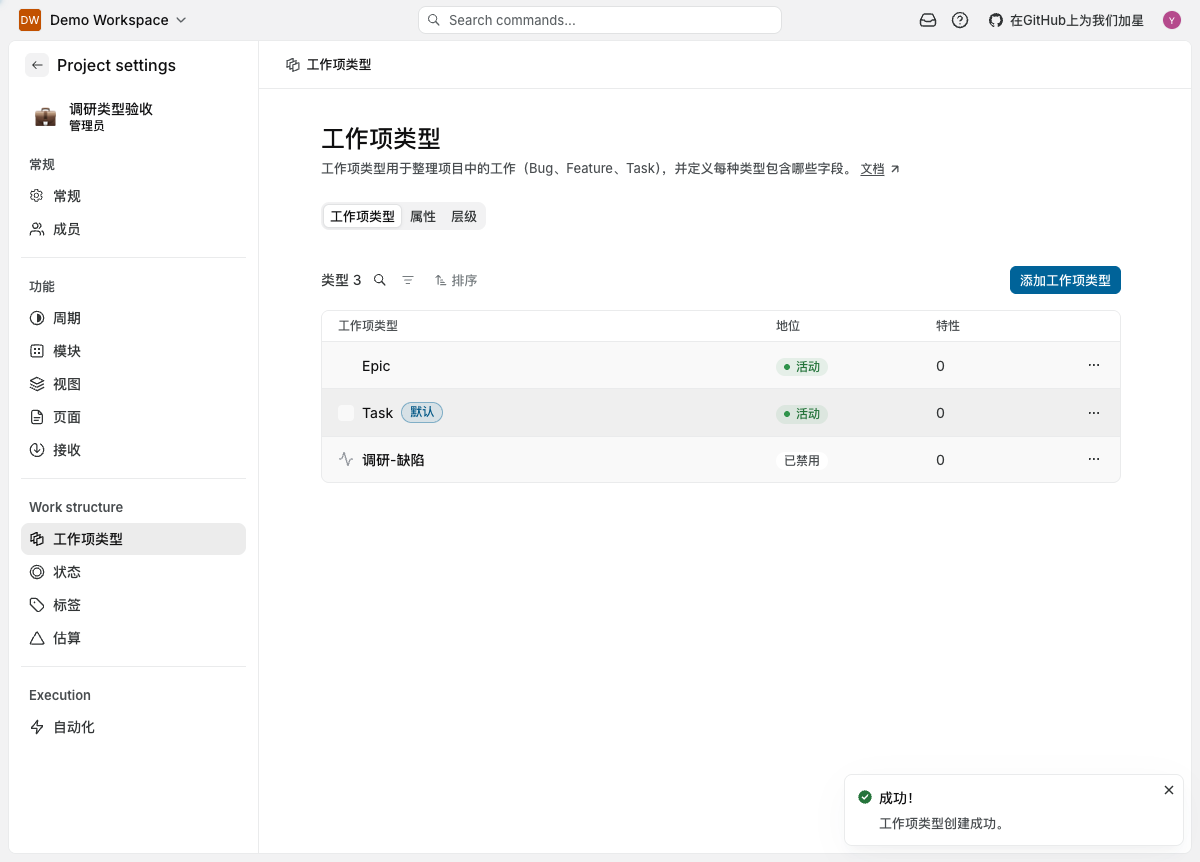 DW Demo Workspace
Search commands...
在GitHub上为我们加星
Y
Project settings
调研类型验收
管理员
常规
常规
成员
功能
周期
模块
视图
页面
接收
Work structure
工作项类型
状态
标签
估算
Execution
自动化
工作项类型
工作项类型
工作项类型用于整理项目中的工作（Bug、Feature、Task），并定义每种类型包含哪些字段。 文档
工作项类型 属性 层级
类型 3 排序 添加工作项类型
工作项类型 地位 特性
Epic 活动 0
Task 默认 活动 0
调研-缺陷 已禁用 0
成功！
工作项类型创建成功。